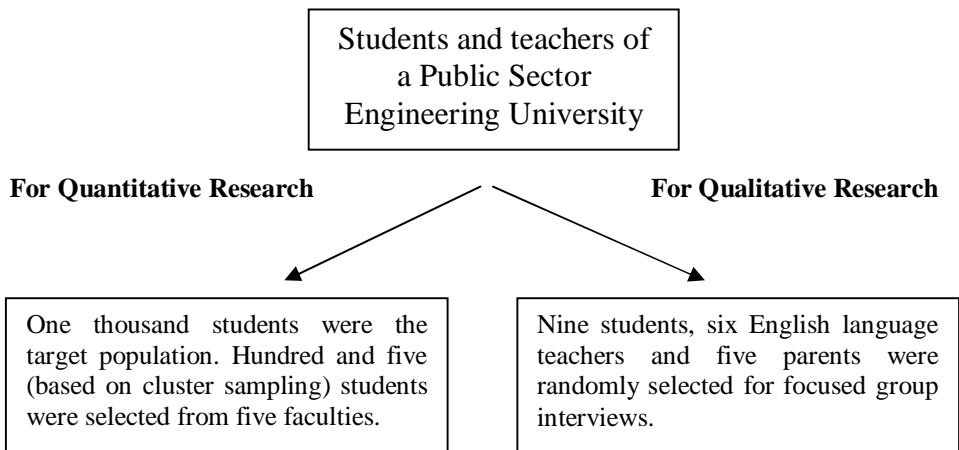 Students and teachers of
a Public Sector
Engineering University
For Quantitative Research
For Qualitative Research
One thousand students were the
target population. Hundred and five
(based on cluster sampling) students
were selected from five faculties.
Nine students, six English language
teachers and five parents were
randomly selected for focused group
interviews.